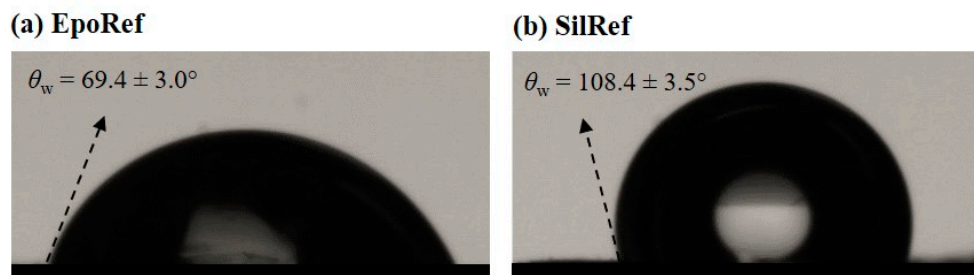 (a) EpoRef
(b) SilRef
θw = 69.4 ± 3.0°
θw = 108.4 ± 3.5°